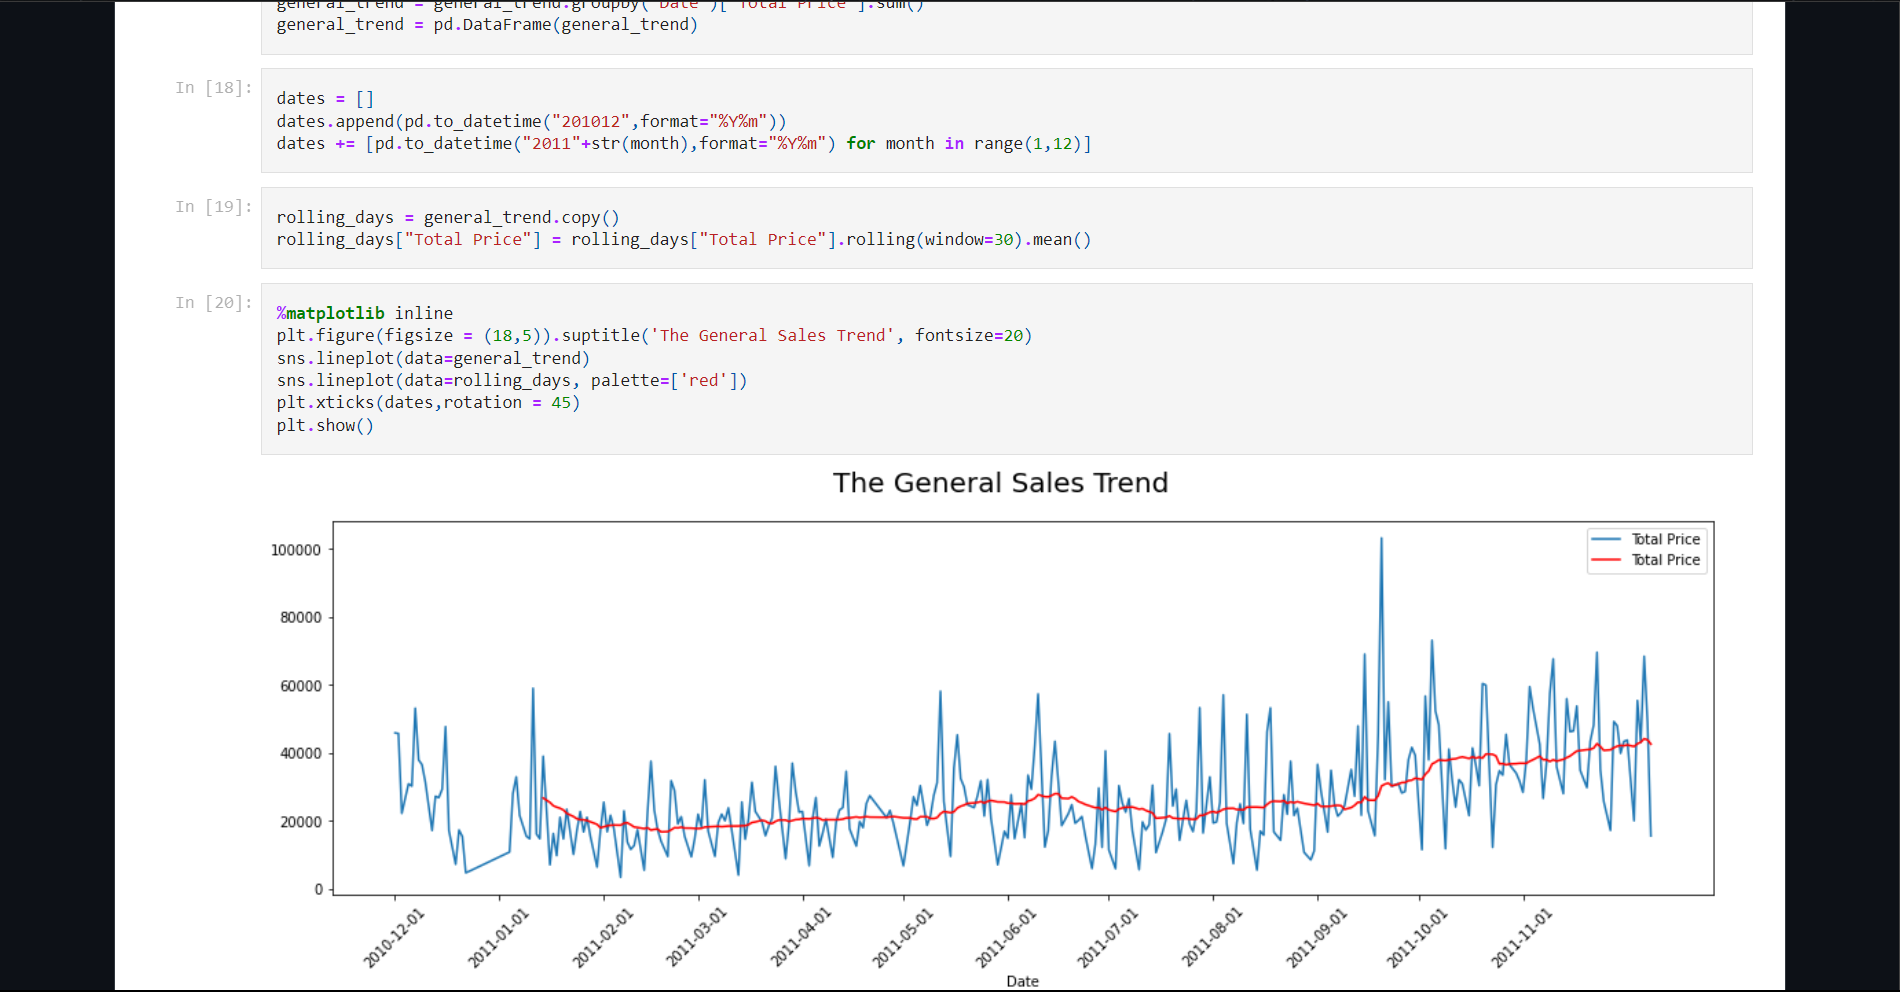 general_trend = general_trend.groupby("Date")["Total Price"].sum()
general_trend = pd.DataFrame(general_trend)
In [18]:
dates = []
dates.append(pd.to_datetime("201012",format="%Y%m"))
dates += [pd.to_datetime("2011"+str(month),format="%Y%m") for month in range(1,12)]
In [19]:
rolling_days = general_trend.copy()
rolling_days["Total Price"] = rolling_days["Total Price"].rolling(window=30).mean()
In [20]:
%matplotlib inline
plt.figure(figsize = (18,5)).suptitle('The General Sales Trend', fontsize=20)
sns.lineplot(data=general_trend)
sns.lineplot(data=rolling_days, palette=['red'])
plt.xticks(dates,rotation = 45)
plt.show()
The General Sales Trend
Total Price
Total Price
100000
80000
60000
40000
20000
0
2010-12-01
2011-01-01
2011-02-01
2011-03-01
2011-04-01
2011-05-01
2011-06-01
2011-07-01
2011-08-01
2011-09-01
2011-10-01
2011-11-01
Date